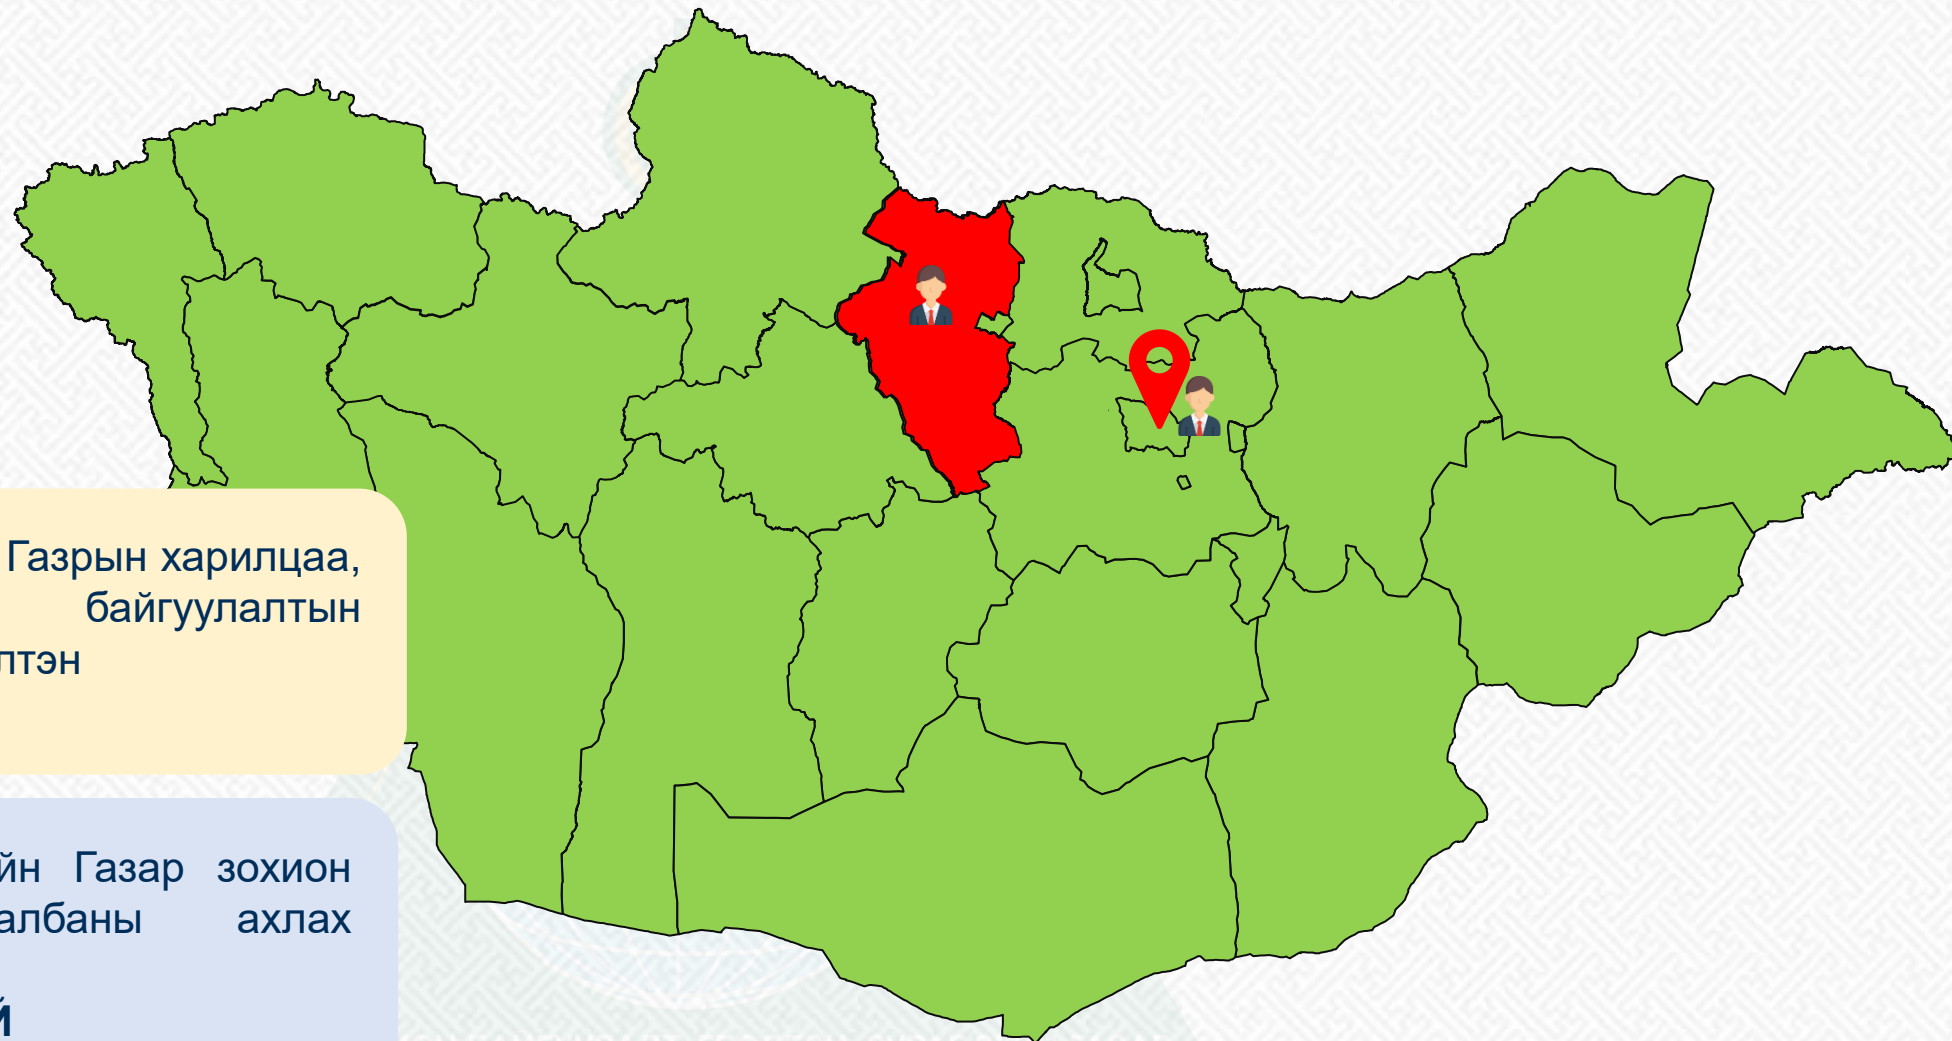 Газрын харилцаа,
байгуулалтын
лтэн
йн Газар зохион
албаны ахлах
й